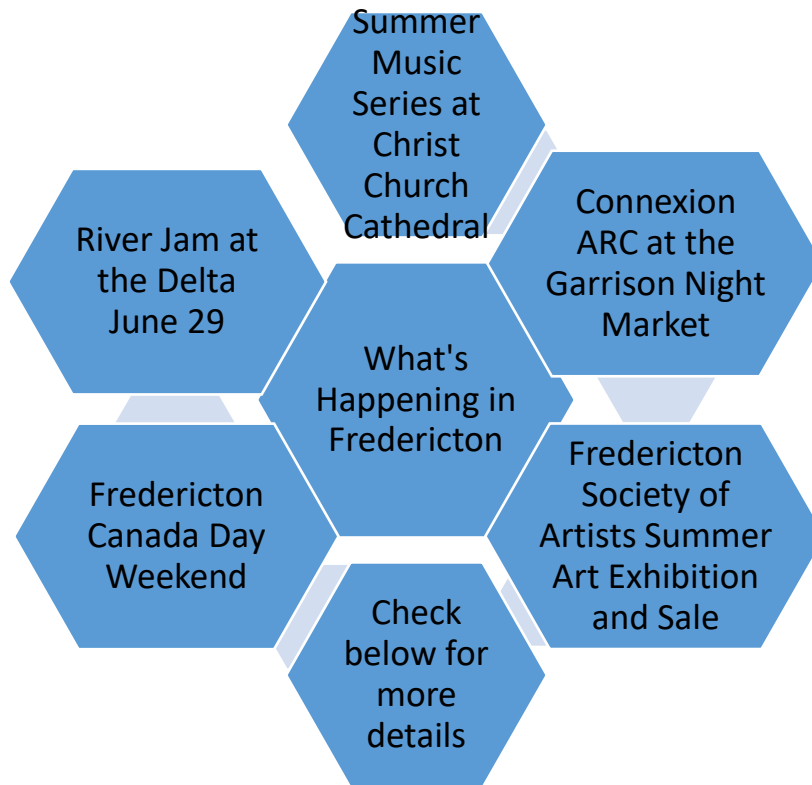 Summer
Music
Series at
Christ
Church
Cathedral
Connexion
ARC at the
Garrison Night
Market
Fredericton
Society of
Artists Summer
Art Exhibition
and Sale
Check
below for
more
details
Fredericton
Canada Day
Weekend
River Jam at
the Delta
June 29
What's
Happening in
Fredericton